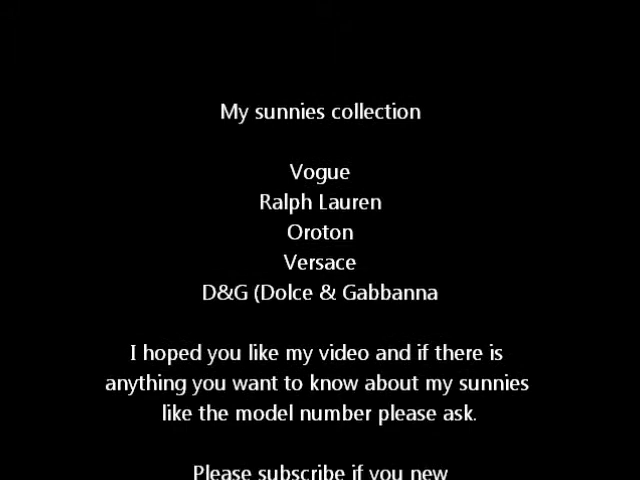 My sunnies collection
Vogue
Ralph Lauren
Oroton
Versace
D&G (Dolce & Gabbanna
I hoped you like my video and if there is
anything you want to know about my sunnies
like the model number please ask.
Please subscribe if you new